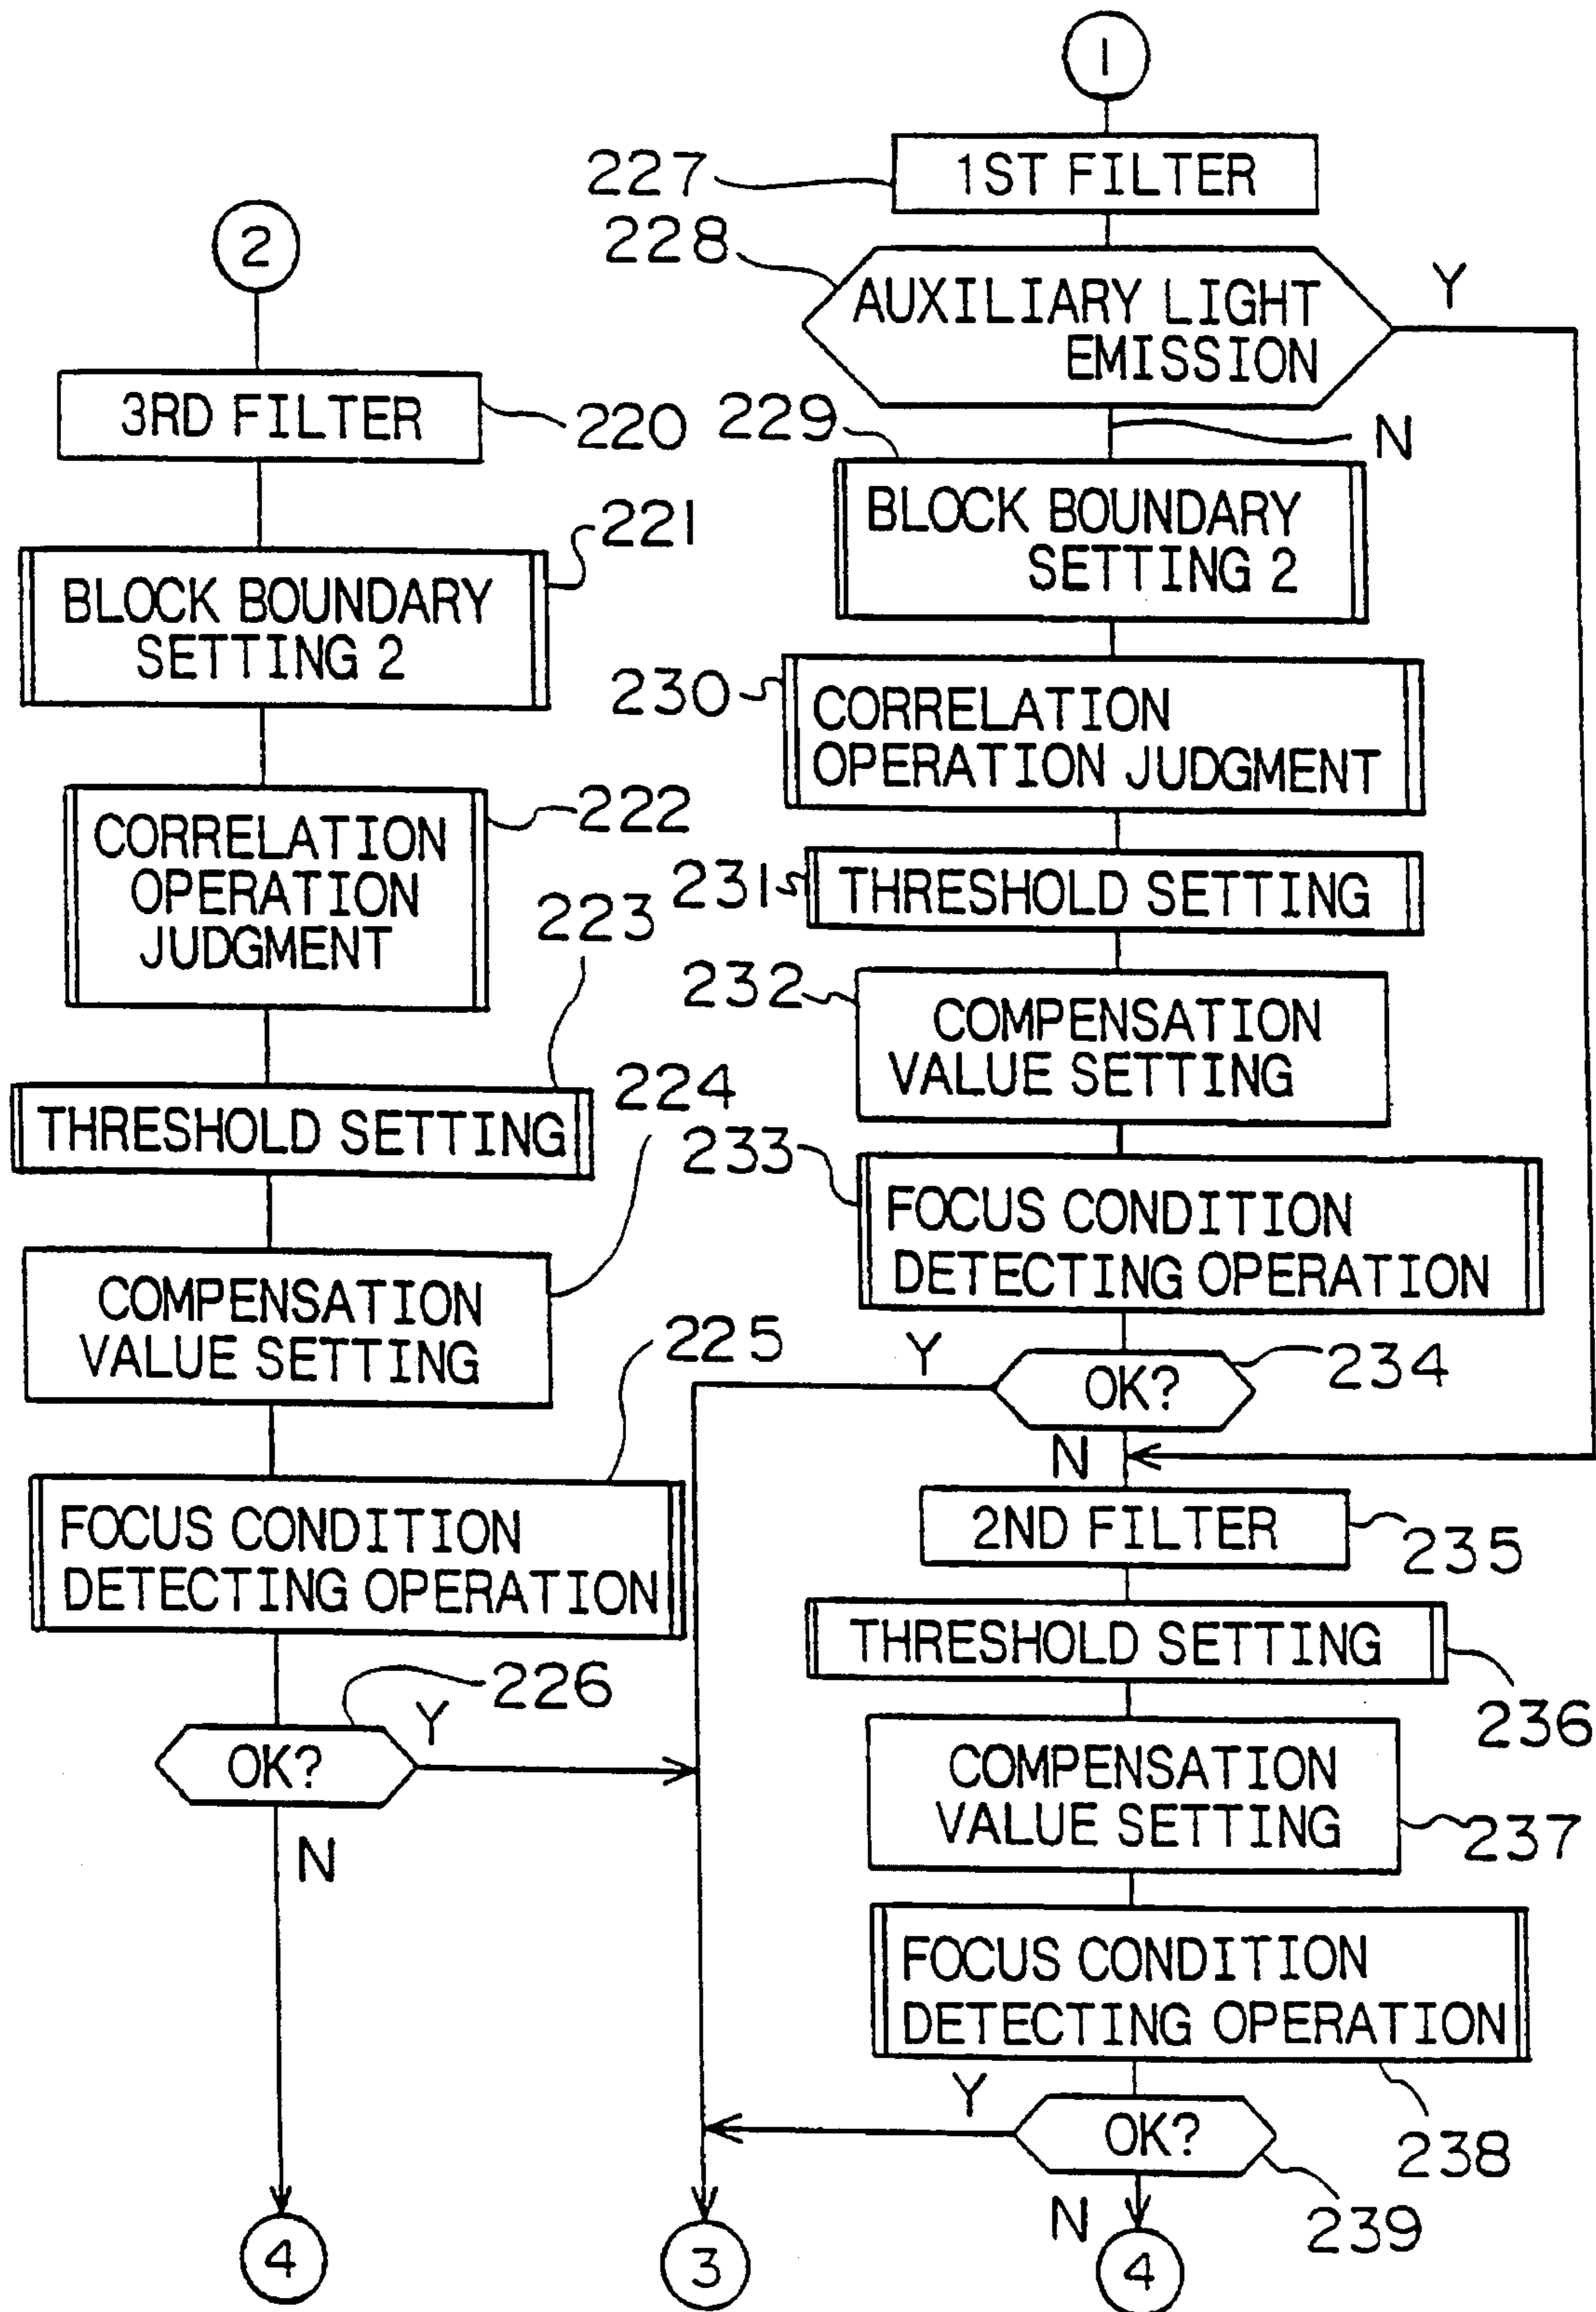 2
3RD FILTER
220
BLOCK BOUNDARY
SETTING 2
221
CORRELATION
OPERATION
JUDGMENT
222
THRESHOLD SETTING
223
COMPENSATION
VALUE SETTING
224
FOCUS CONDITION
DETECTING OPERATION
225
OK?
226
Y
N
4
1
1ST FILTER
227
AUXILIARY LIGHT
EMISSION
228
Y
N
BLOCK BOUNDARY
SETTING 2
229
CORRELATION
OPERATION JUDGMENT
230
THRESHOLD SETTING
231
COMPENSATION
VALUE SETTING
232
FOCUS CONDITION
DETECTING OPERATION
233
OK?
234
Y
N
2ND FILTER
235
THRESHOLD SETTING
236
COMPENSATION
VALUE SETTING
237
FOCUS CONDITION
DETECTING OPERATION
238
OK?
239
Y
N
3
4